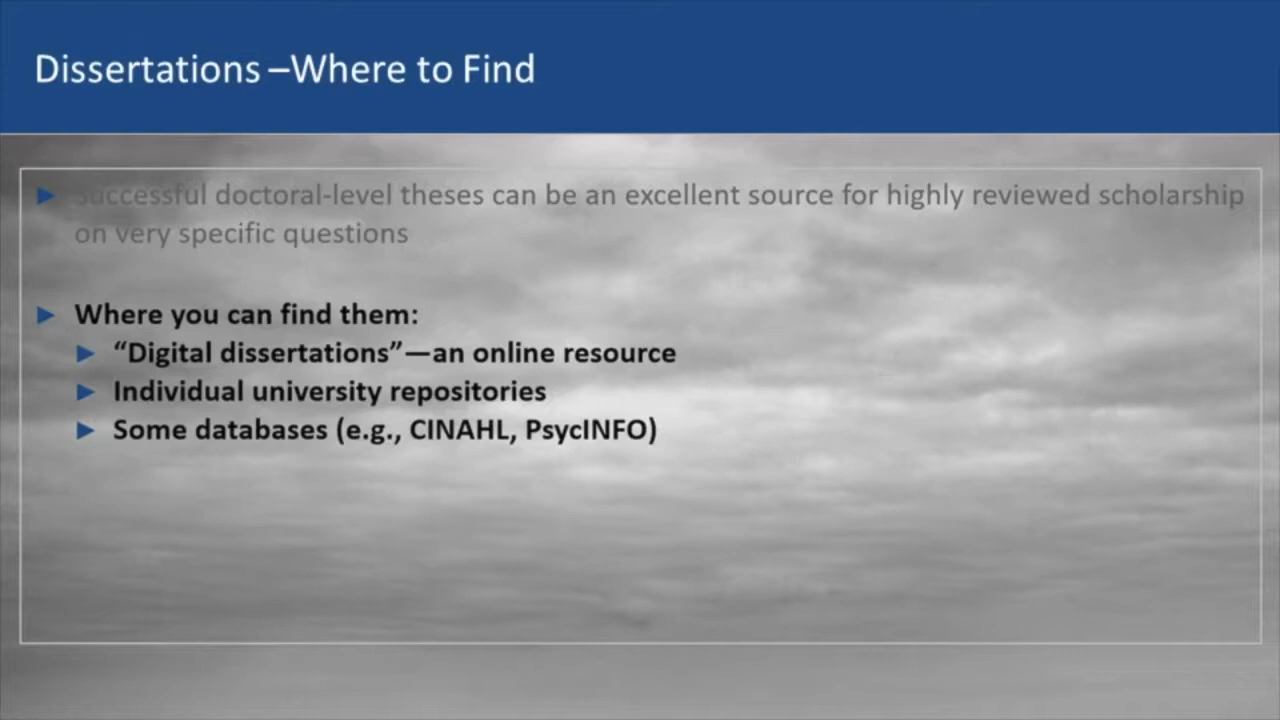 Dissertations –Where to Find
Successful doctoral-level theses can be an excellent source for highly reviewed scholarship
on very specific questions
Where you can find them:
“Digital dissertations”—an online resource
Individual university repositories
Some databases (e.g., CINAHL, PsycINFO)